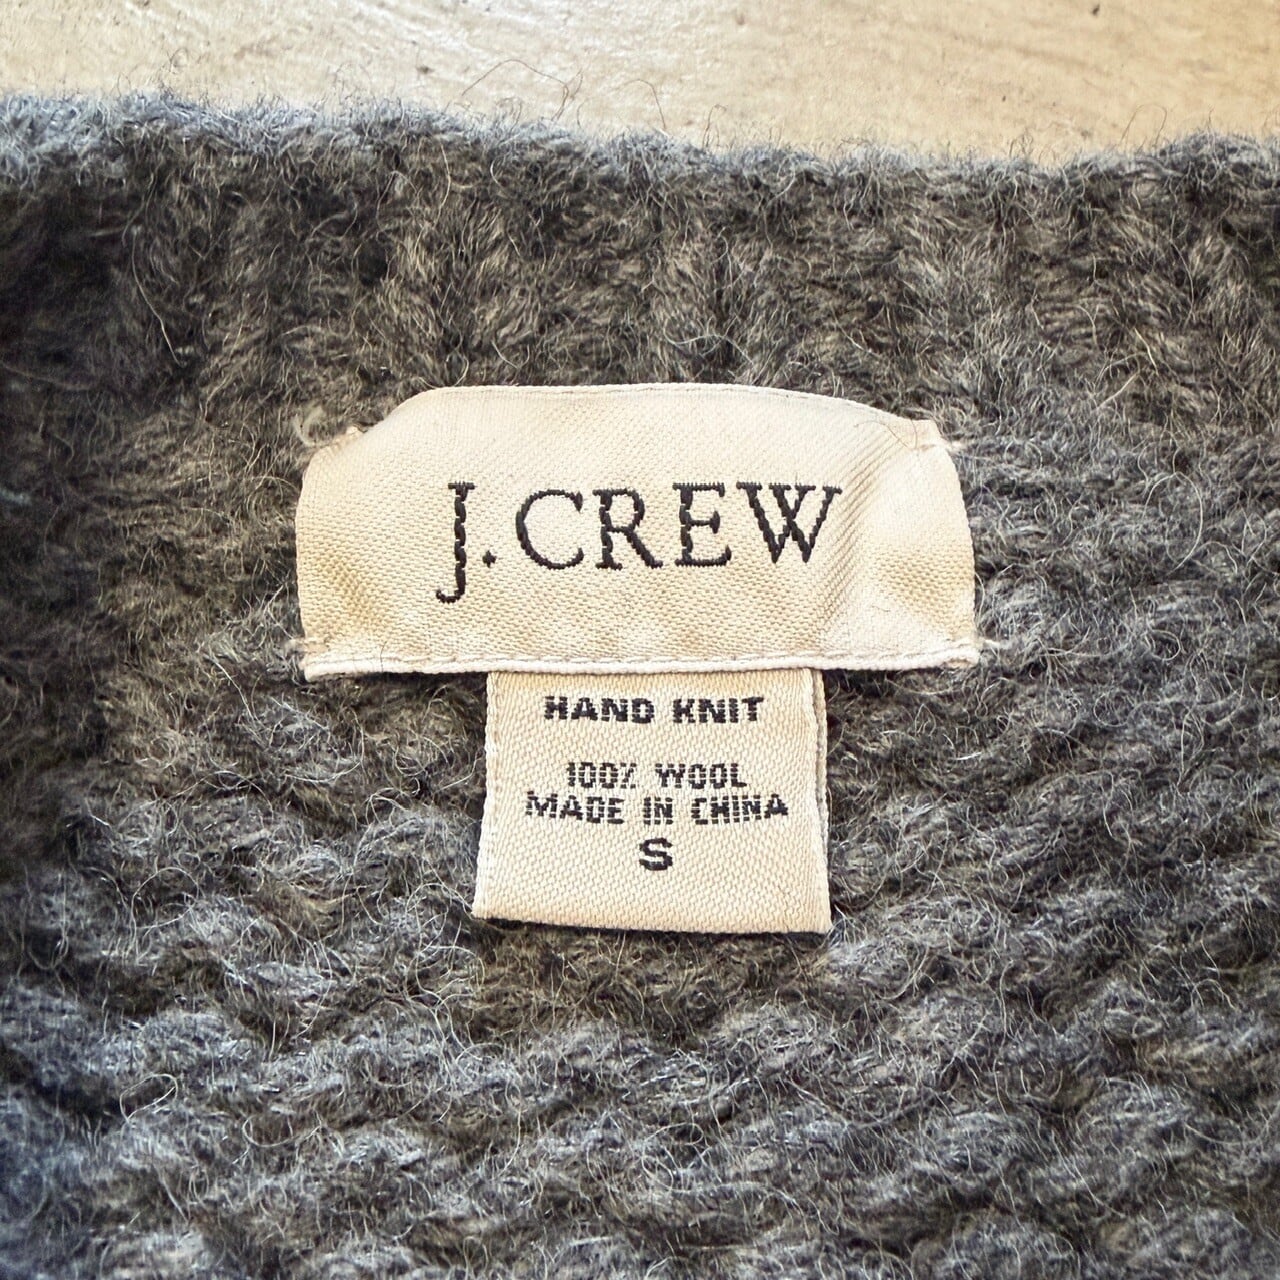 J.CREW
HAND KNIT
100% WOOL
MADE IN CHINA
S